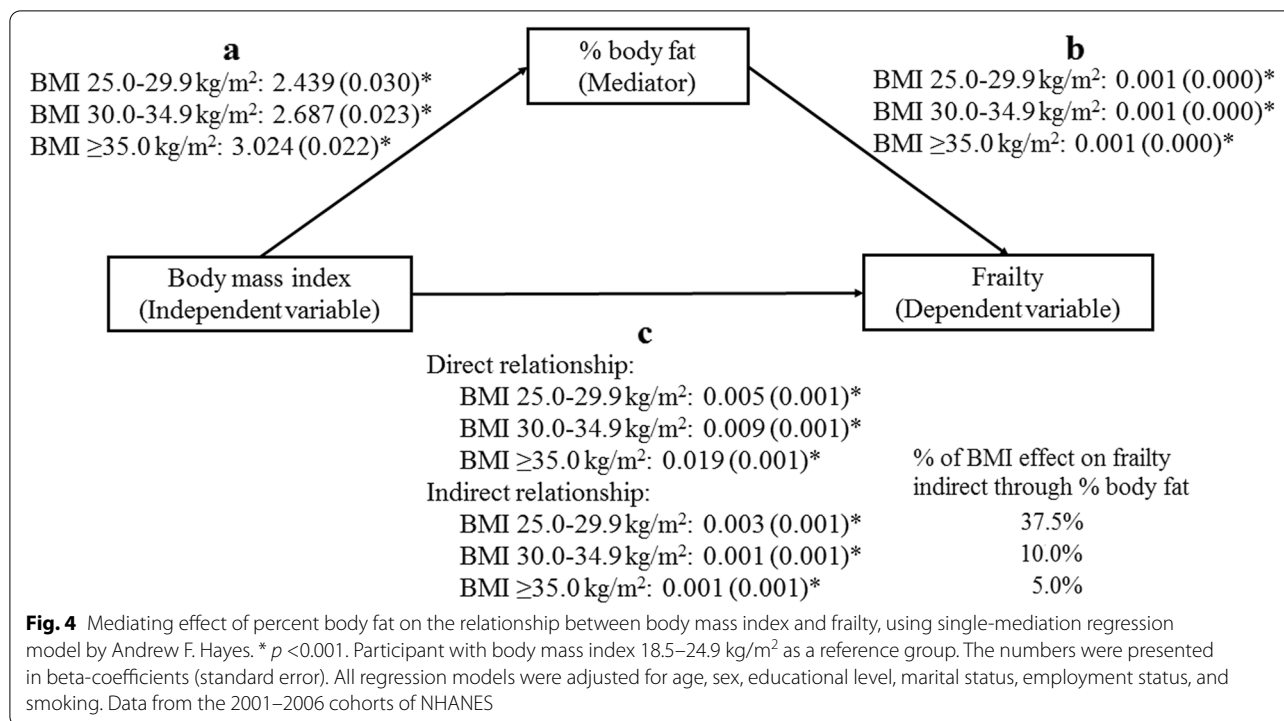 a
BMI 25.0-29.9 kg/m²: 2.439 (0.030)*
BMI 30.0-34.9 kg/m²: 2.687 (0.023)*
BMI ≥35.0 kg/m²: 3.024 (0.022)*
% body fat
(Mediator)
b
BMI 25.0-29.9 kg/m²: 0.001 (0.000)*
BMI 30.0-34.9 kg/m²: 0.001 (0.000)*
BMI ≥35.0 kg/m²: 0.001 (0.000)*
Body mass index
(Independent variable)
Frailty
(Dependent variable)
c
Direct relationship:
BMI 25.0-29.9 kg/m²: 0.005 (0.001)*
BMI 30.0-34.9 kg/m²: 0.009 (0.001)*
BMI ≥35.0 kg/m²: 0.019 (0.001)*
Indirect relationship:
BMI 25.0-29.9 kg/m²: 0.003 (0.001)*
BMI 30.0-34.9 kg/m²: 0.001 (0.001)*
BMI ≥35.0 kg/m²: 0.001 (0.001)*
% of BMI effect on frailty
indirect through % body fat
37.5%
10.0%
5.0%
Fig. 4 Mediating effect of percent body fat on the relationship between body mass index and frailty, using single-mediation regression
model by Andrew F. Hayes. * p <0.001. Participant with body mass index 18.5–24.9 kg/m² as a reference group. The numbers were presented
in beta-coefficients (standard error). All regression models were adjusted for age, sex, educational level, marital status, employment status, and
smoking. Data from the 2001–2006 cohorts of NHANES